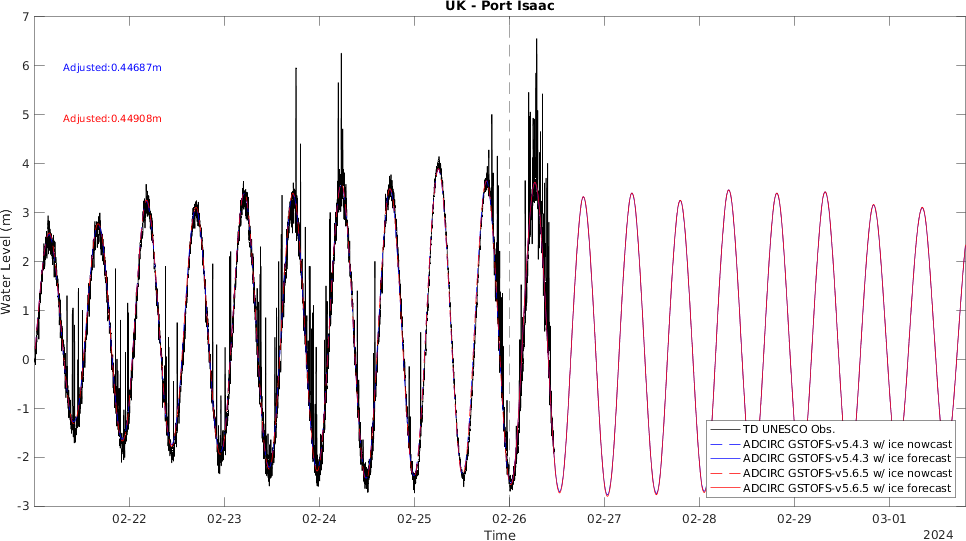 UK - Port Isaac
7
6
5
4
3
2
1
0
-1
-2
-3
Water Level (m)
Adjusted:0.44687m
Adjusted:0.44908m
TD UNESCO Obs.
ADCIRC GSTOFS-v5.4.3 w/ ice nowcast
ADCIRC GSTOFS-v5.4.3 w/ ice forecast
ADCIRC GSTOFS-v5.6.5 w/ ice nowcast
ADCIRC GSTOFS-v5.6.5 w/ ice forecast
02-22 02-23 02-24 02-25 02-26 02-27 02-28 02-29 03-01
Time
2024